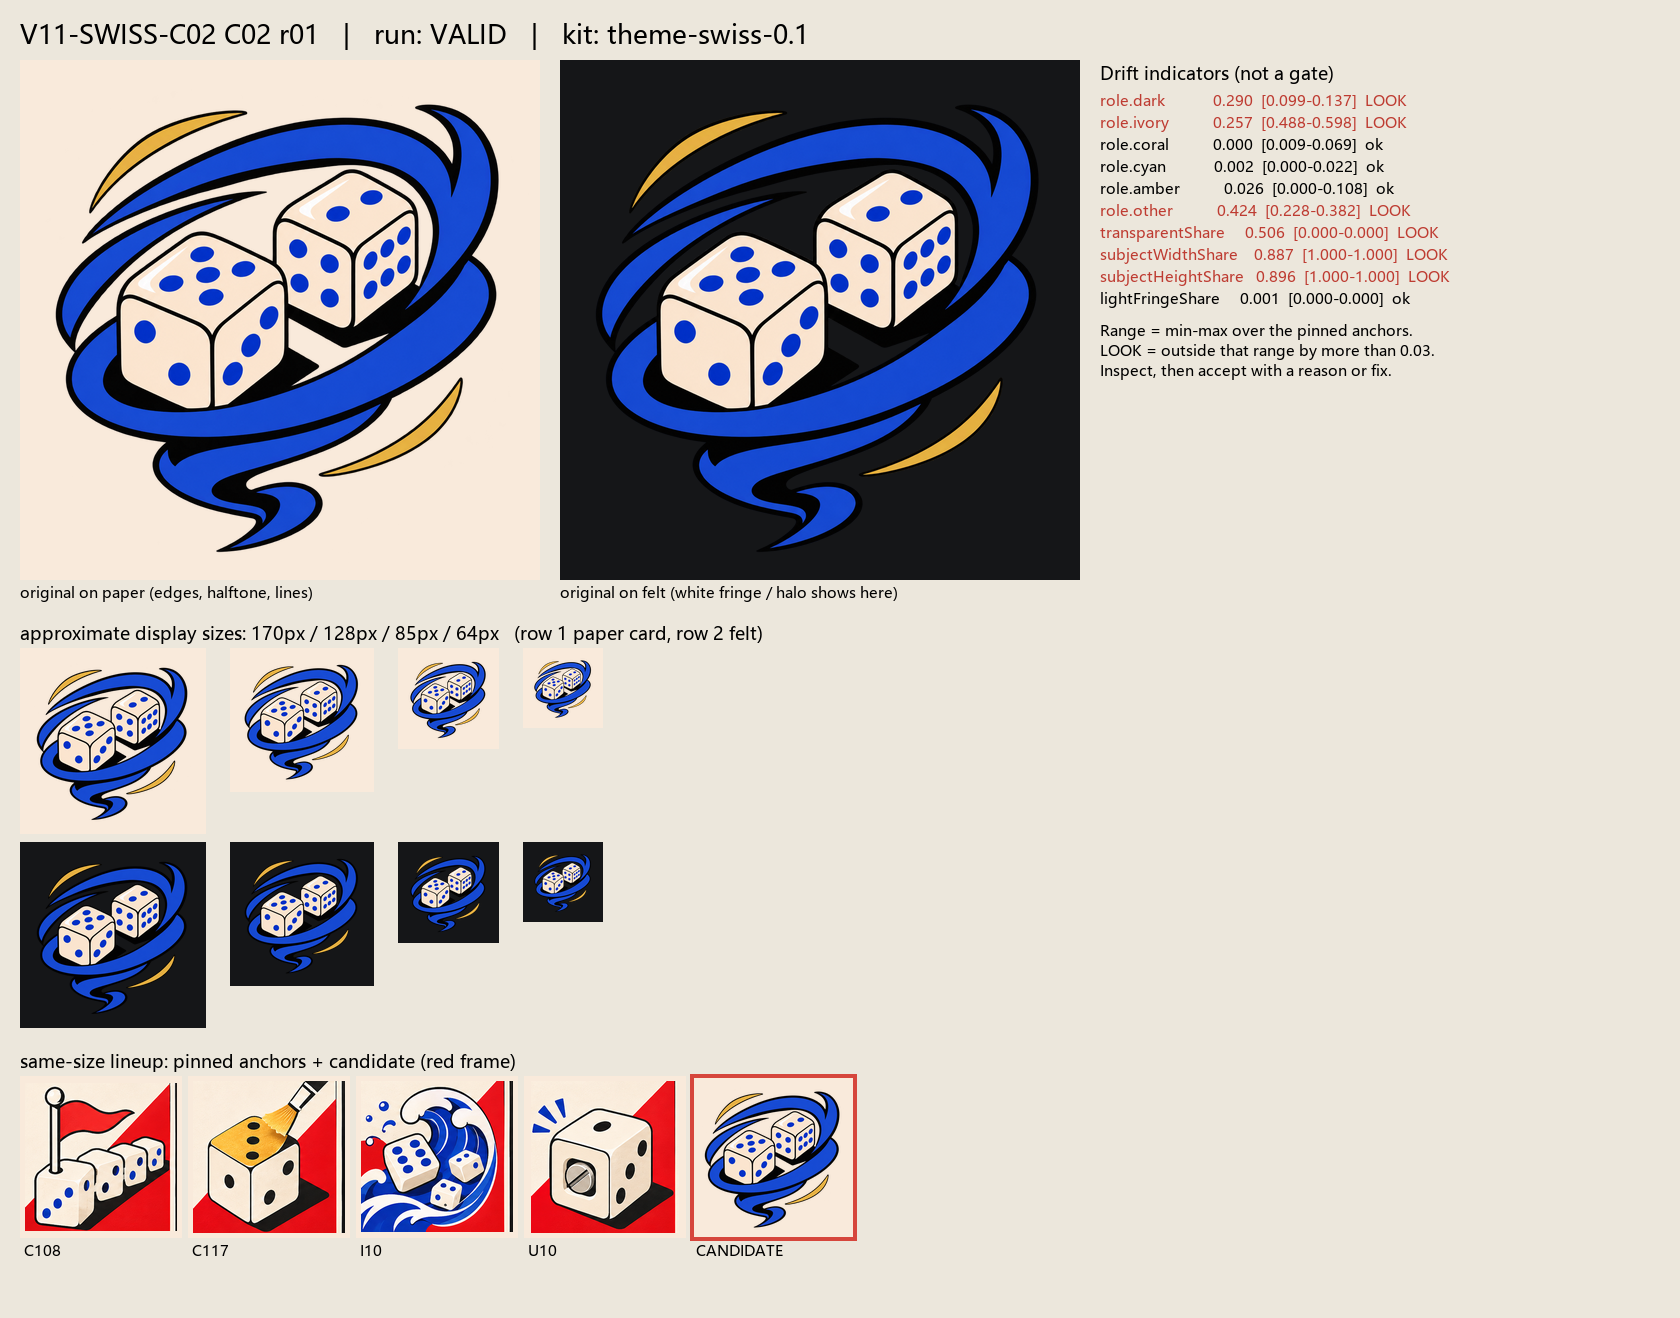 V11-SWISS-C02 C02 r01 | run: VALID | kit: theme-swiss-0.1
Drift indicators (not a gate)
role.dark 0.290 [0.099-0.137] LOOK
role.ivory 0.257 [0.488-0.598] LOOK
role.coral 0.000 [0.009-0.069] ok
role.cyan 0.002 [0.000-0.022] ok
role.amber 0.026 [0.000-0.108] ok
role.other 0.424 [0.228-0.382] LOOK
transparentShare 0.506 [0.000-0.000] LOOK
subjectWidthShare 0.887 [1.000-1.000] LOOK
subjectHeightShare 0.896 [1.000-1.000] LOOK
lightFringeShare 0.001 [0.000-0.000] ok
Range = min-max over the pinned anchors.
LOOK = outside that range by more than 0.03.
Inspect, then accept with a reason or fix.
original on paper (edges, halftone, lines)
original on felt (white fringe / halo shows here)
approximate display sizes: 170px / 128px / 85px / 64px (row 1 paper card, row 2 felt)
same-size lineup: pinned anchors + candidate (red frame)
C108
C117
I10
U10
CANDIDATE